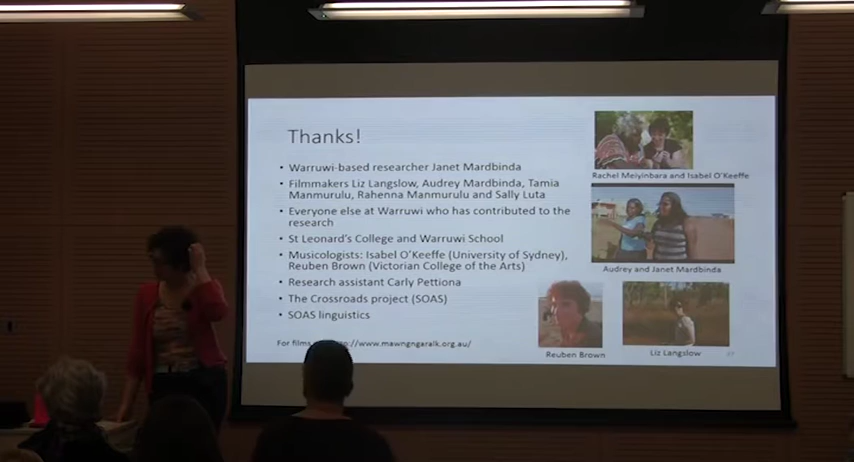 Thanks!
• Warruwi-based researcher Janet Mardbinda
• Filmmakers Liz Langslow, Audrey Mardbinda, Tamia
Manmurulu, Rahenna Manmurulu and Sally Luta
• Everyone else at Warruwi who has contributed to the
research
• St Leonard's College and Warruwi School
• Musicologists: Isabel O'Keeffe (University of Sydney),
Reuben Brown (Victorian College of the Arts)
• Research assistant Carly Pettiona
• The Crossroads project (SOAS)
• SOAS linguistics
For films p://www.mawngngaralk.org.au/
Rachel Meiyinbara and Isabel O'Keeffe
Audrey and Janet Mardbinda
Reuben Brown
Liz Langslow